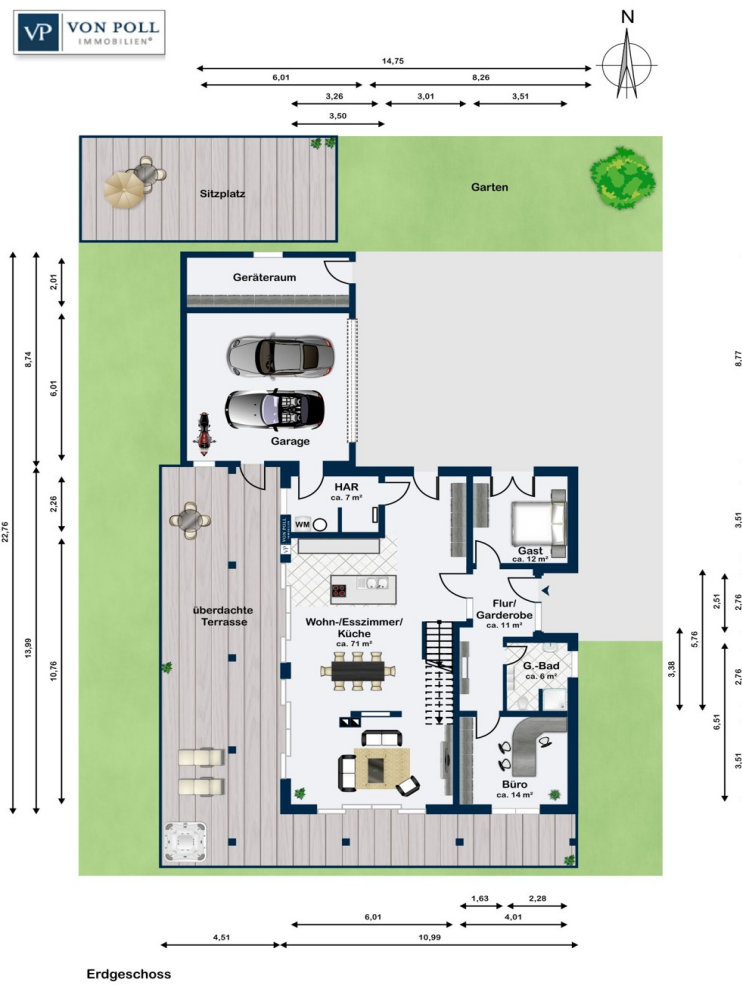 VP VON POLL
IMMOBILIEN®
N
14,75
6,01 8,26
3,26 3,01 3,51
3,50
Sitzplatz
Garten
Geräteraum
2,01
8,74
6,01
8,77
Garage
HAR
ca. 7 m²
WM
VP VON POLL
2,26
3,51
Gast
ca. 12 m²
22,76
13,99
10,76
überdachte
Terrasse
Wohn-/Esszimmer/
Küche
ca. 71 m²
Flur/
Garderobe
ca. 11 m²
2,51
2,76
5,76
3,38
G.-Bad
ca. 6 m²
2,76
6,51
3,51
Büro
ca. 14 m²
1,63 2,28
6,01 4,01
4,51 10,99
Erdgeschoss